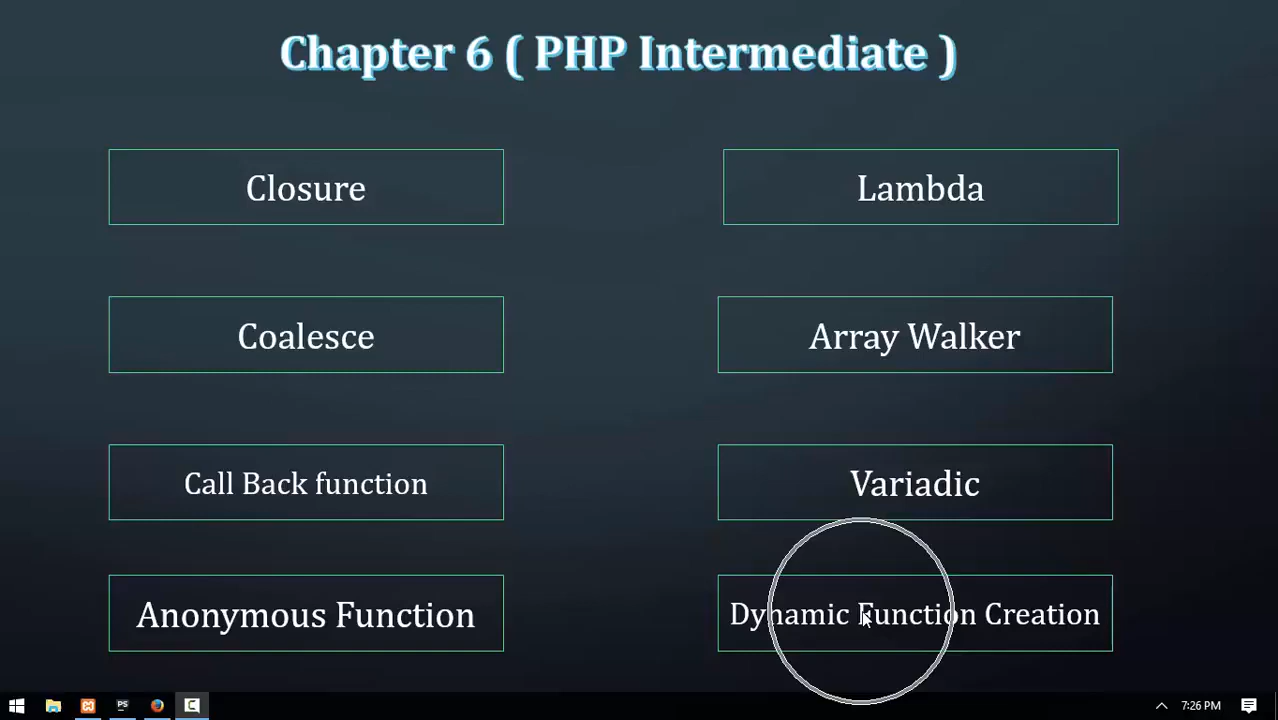 Chapter 6 ( PHP Intermediate )
Closure
Lambda
Coalesce
Array Walker
Call Back function
Variadic
Anonymous Function
Dynamic Function Creation
PS
C
7:26 PM